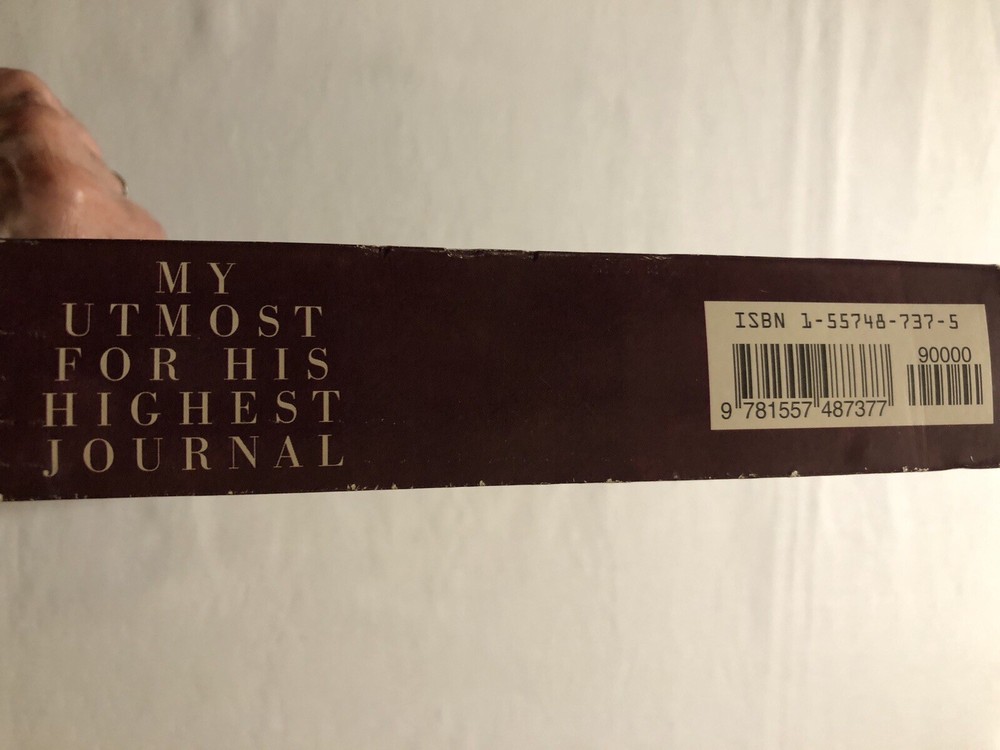 MY
UTMOST
FOR HIS
HIGHEST
JOURNAL
ISBN 1-55748-737-5
90000
9 781557 487377